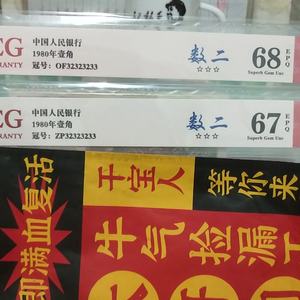 CG
RRANTY
中国人民银行
1980年壹角
冠号：OF32323233
数二
☆☆☆
68
EPQ
Superb Gem Unc
CG
RRANTY
中国人民银行
1980年壹角
冠号：ZP32323233
数二
☆☆☆
67
EPQ
Superb Gem Unc
即满血复活
千宝人
等你来
牛气捡漏